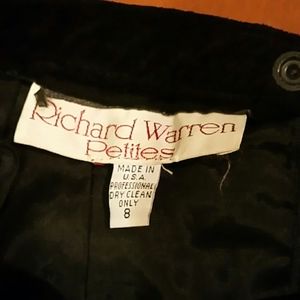 Richard Warren
Petites
MADE IN
U.S.A.
PROFESSIONAL
DRY CLEAN
ONLY
8